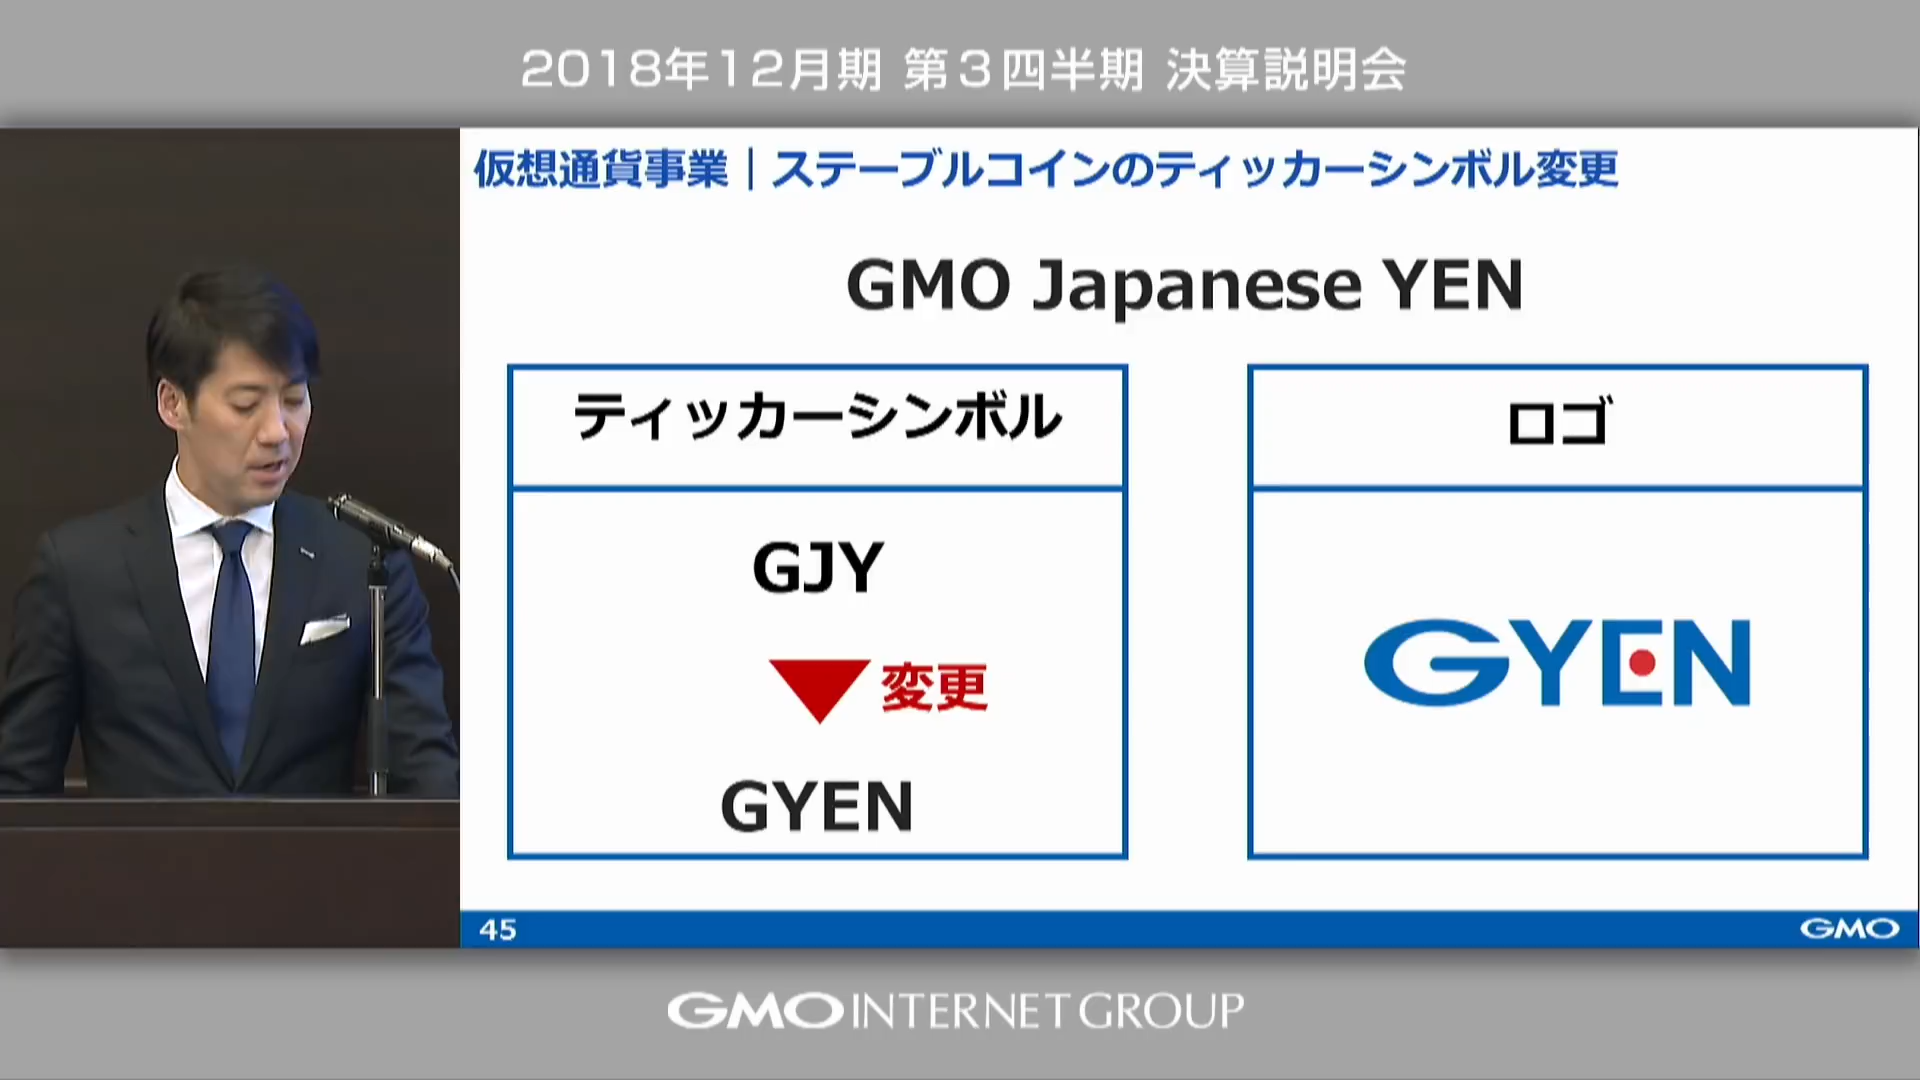 2018年12月期 第3四半期 決算説明会
仮想通貨事業｜ステーブルコインのティッカーシンボル変更
GMO Japanese YEN
ティッカーシンボル
GJY
変更
GYEN
ロゴ
GYEN
45
GMO
GMO INTERNET GROUP